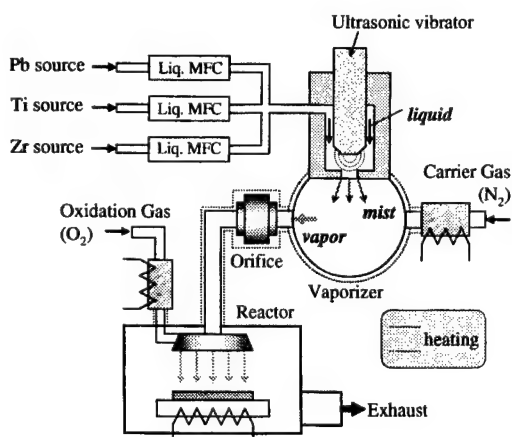 Ultrasonic vibrator
Pb source
Liq. MFC
Ti source
Liq. MFC
liquid
Zr source
Liq. MFC
Carrier Gas
(N2)
mist
Oxidation Gas
(O2)
vapor
Orifice
Vaporizer
Reactor
heating
Exhaust